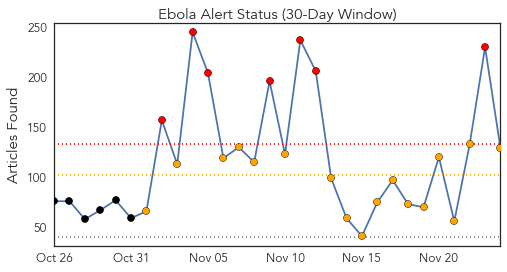 Ebola Alert Status (30-Day Window)
Articles Found
250
200
150
100
50
Oct 26 Oct 31 Nov 05 Nov 10 Nov 15 Nov 20